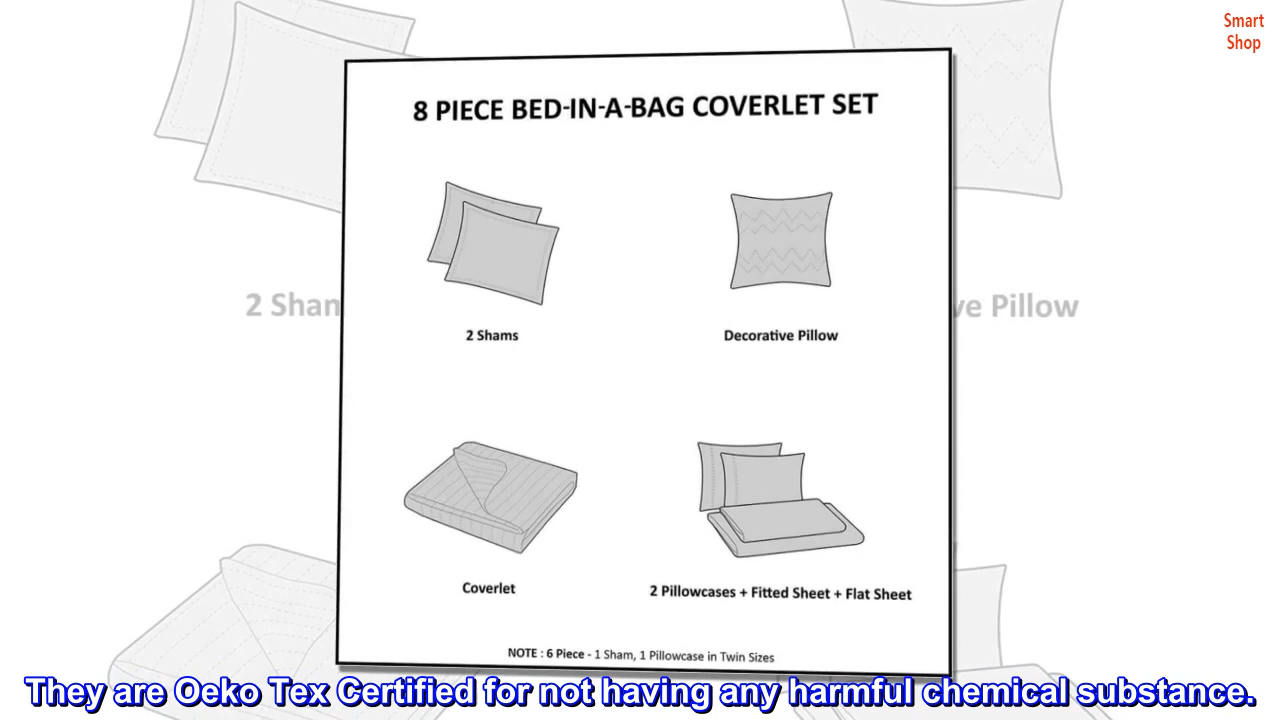 Smart
Shop
8 PIECE BED-IN-A-BAG COVERLET SET
2 Shams
Decorative Pillow
2 Sham
ve Pillow
Coverlet
2 Pillowcases + Fitted Sheet + Flat Sheet
NOTE : 6 Piece - 1 Sham, 1 Pillowcase in Twin Sizes
They are Oeko Tex Certified for not having any harmful chemical substance.